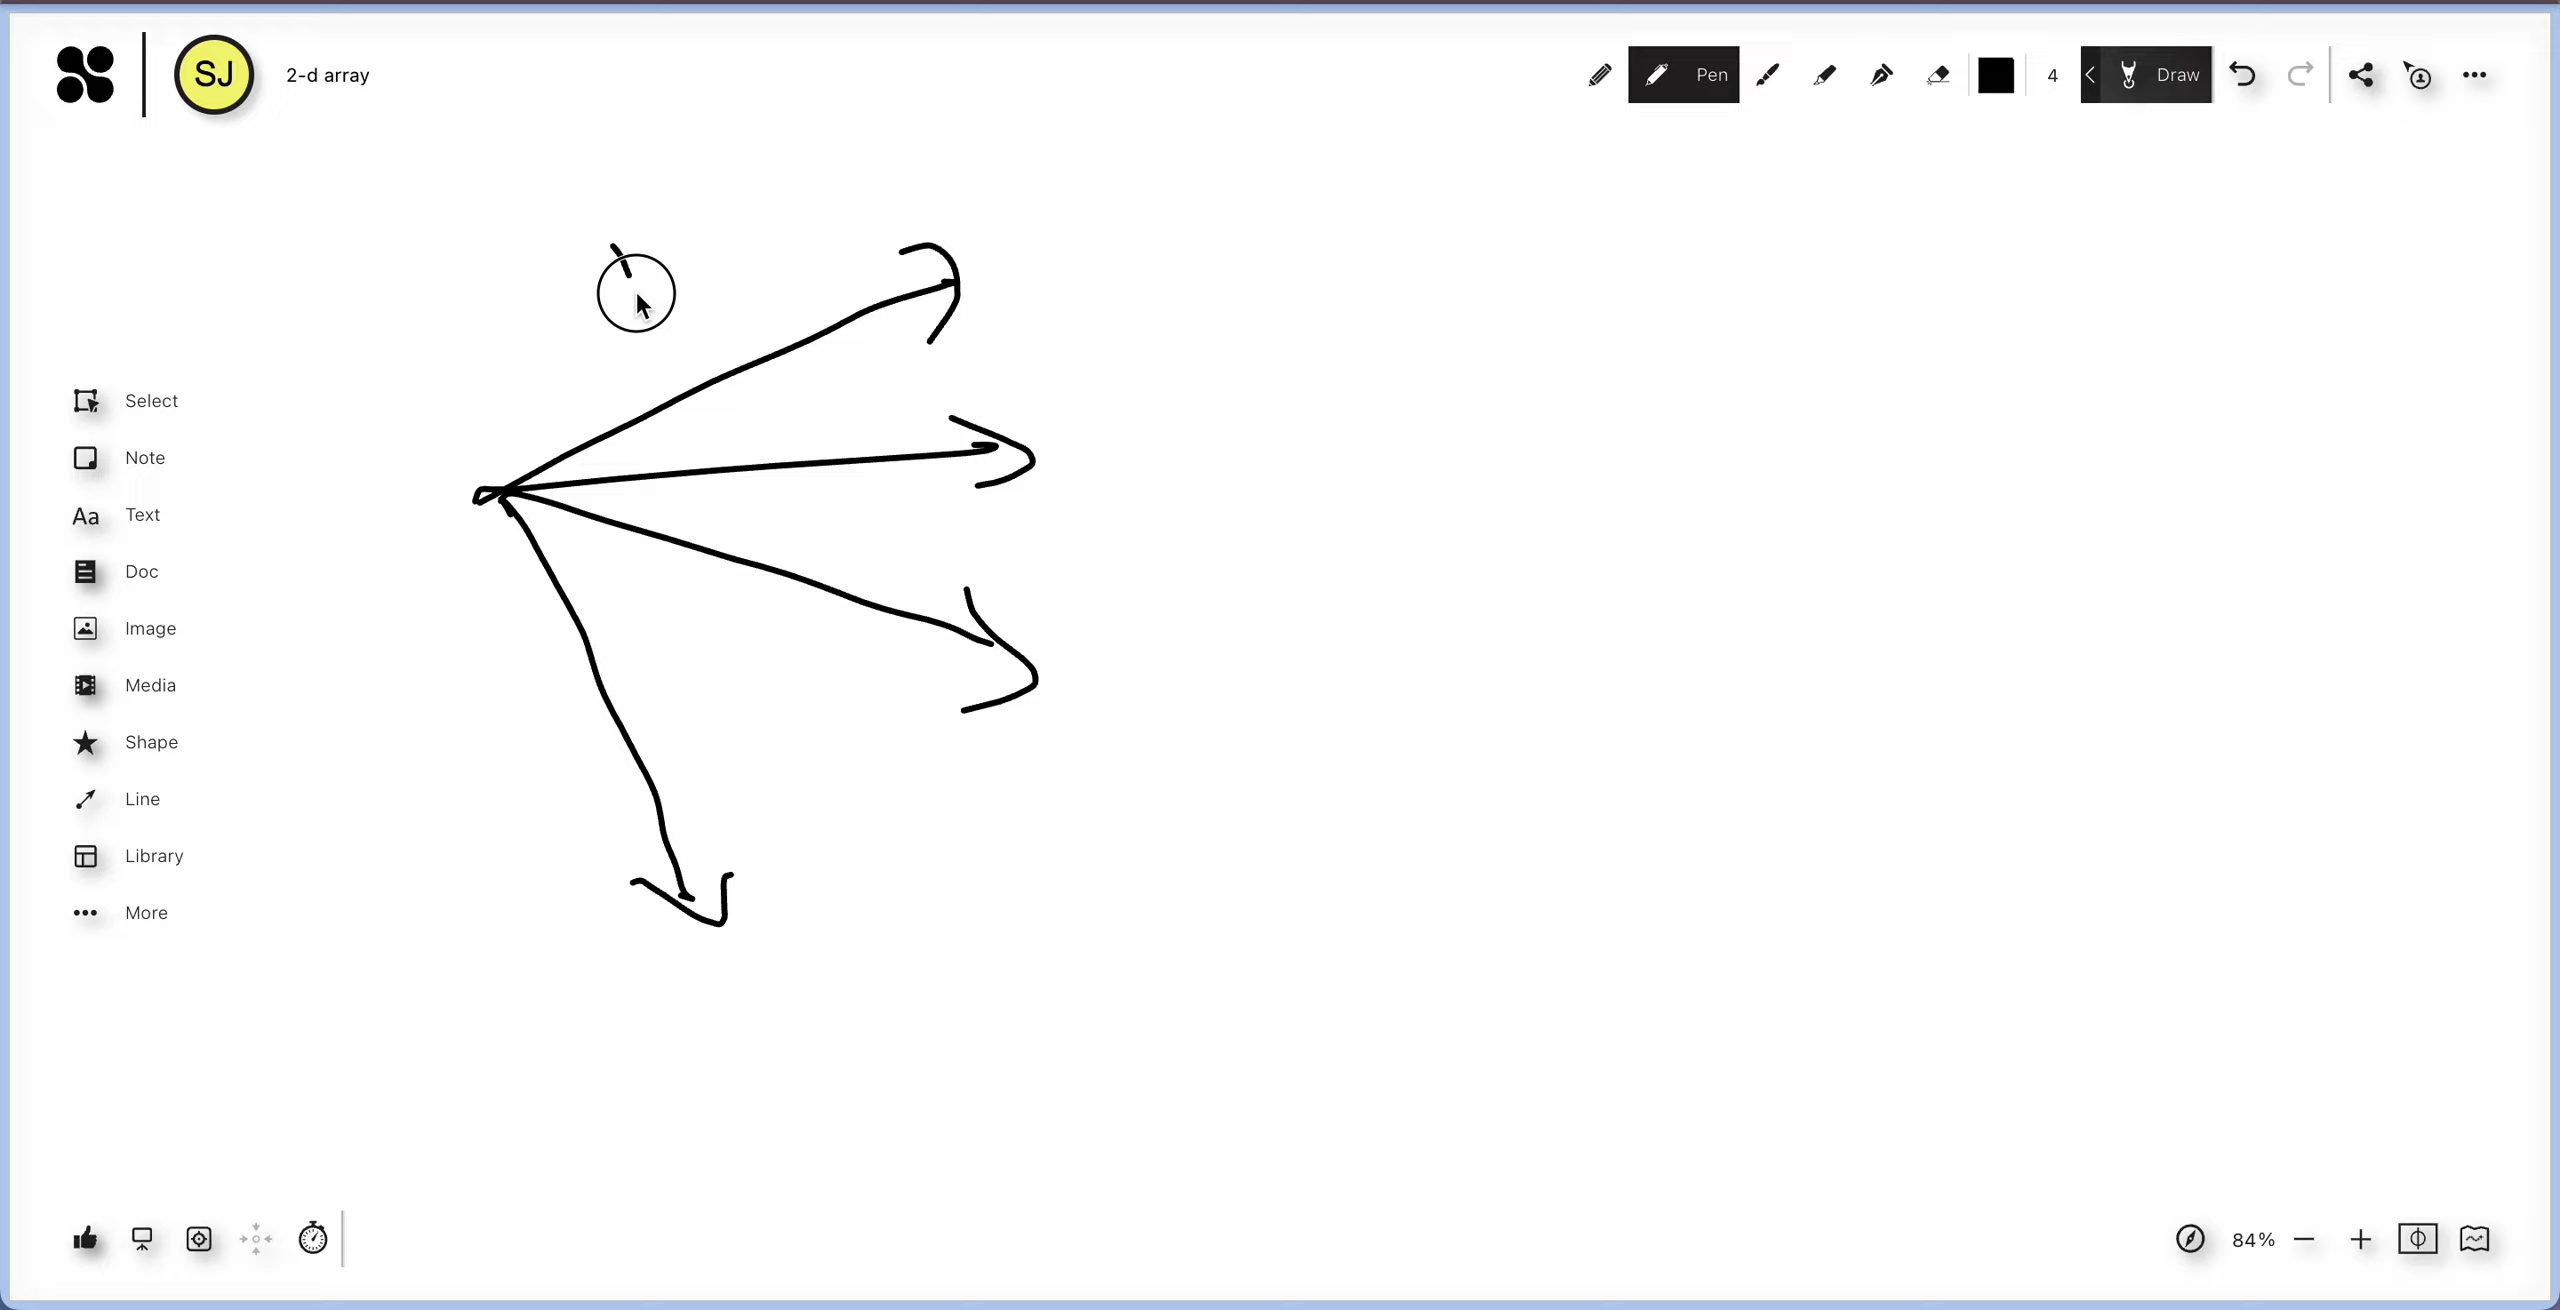 SJ 2-d array Pen 4 Draw
Select
Note
Aa Text
Doc
Image
Media
Shape
Line
Library
More
84%